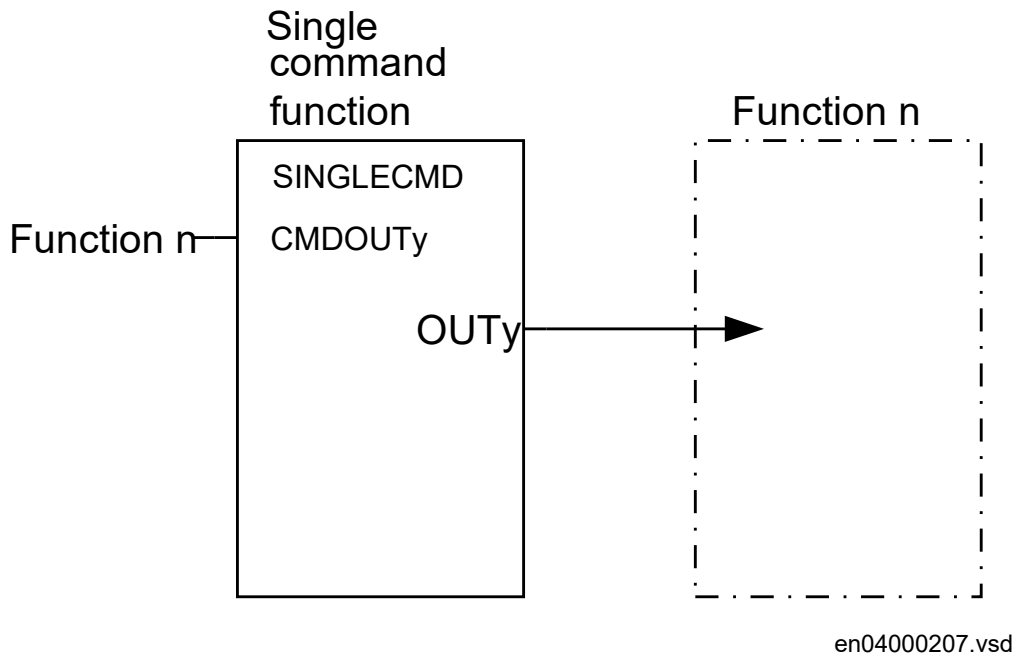 Single
command
function
Function n
SINGLECMD
Function n
CMDOUTy
OUTy
en04000207.vsd